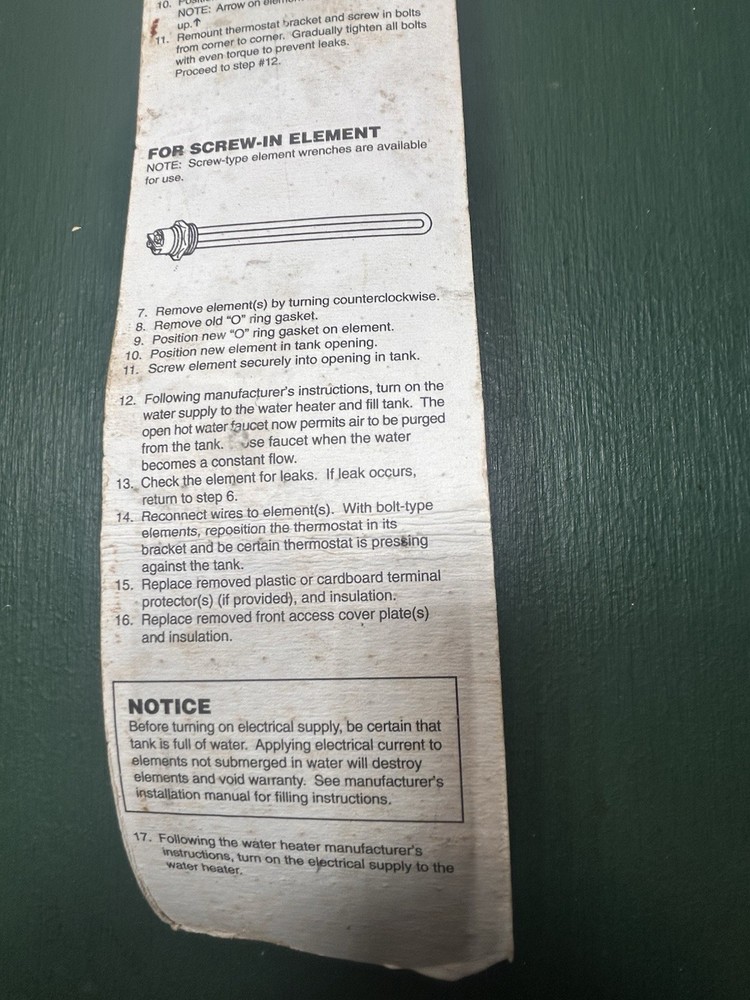 10.
NOTE: Arrow on
up.↑
11. Remount thermostat bracket and screw in bolts
from corner to corner. Gradually tighten all bolts
with even torque to prevent leaks.
Proceed to step #12.
FOR SCREW-IN ELEMENT
NOTE: Screw-type element wrenches are available
for use.
7. Remove element(s) by turning counterclockwise.
8. Remove old "O" ring gasket.
9. Position new "O" ring gasket on element.
10. Position new element in tank opening.
11. Screw element securely into opening in tank.
12. Following manufacturer's instructions, turn on the
water supply to the water heater and fill tank. The
open hot water faucet now permits air to be purged
from the tank. faucet when the water
becomes a constant flow.
13. Check the element for leaks. If leak occurs,
return to step 6.
14. Reconnect wires to element(s). With bolt-type
elements, reposition the thermostat in its
bracket and be certain thermostat is pressing
against the tank.
15. Replace removed plastic or cardboard terminal
protector(s) (if provided), and insulation.
16. Replace removed front access cover plate(s)
and insulation.
NOTICE
Before turning on electrical supply, be certain that
tank is full of water. Applying electrical current to
elements not submerged in water will destroy
elements and void warranty. See manufacturer's
installation manual for filling instructions.
17. Following the water heater manufacturer's
instructions, turn on the electrical supply to the
water heater.